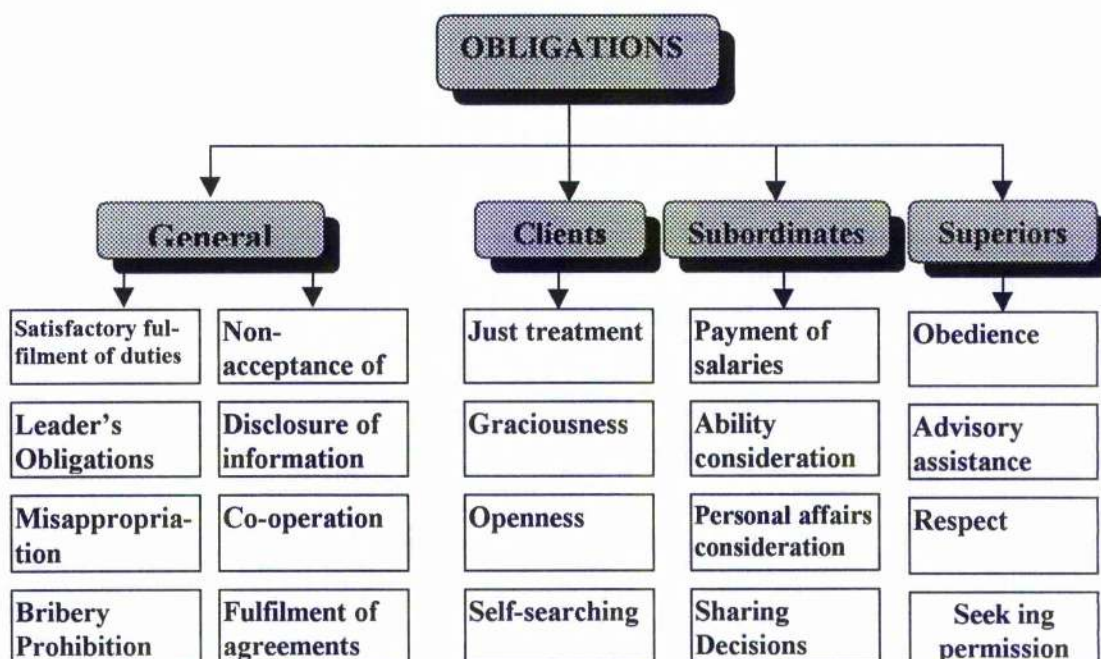 OBLIGATIONS
General
Clients
Subordinates
Superiors
Satisfactory ful-
filment of duties
Leader's
Obligations
Misappropria-
tion
Bribery
Prohibition
Non-
acceptance of
Disclosure of
information
Co-operation
Fulfilment of
agreements
Just treatment
Graciousness
Openness
Self-searching
Payment of
salaries
Ability
consideration
Personal affairs
consideration
Sharing
Decisions
Obedience
Advisory
assistance
Respect
Seek ing
permission